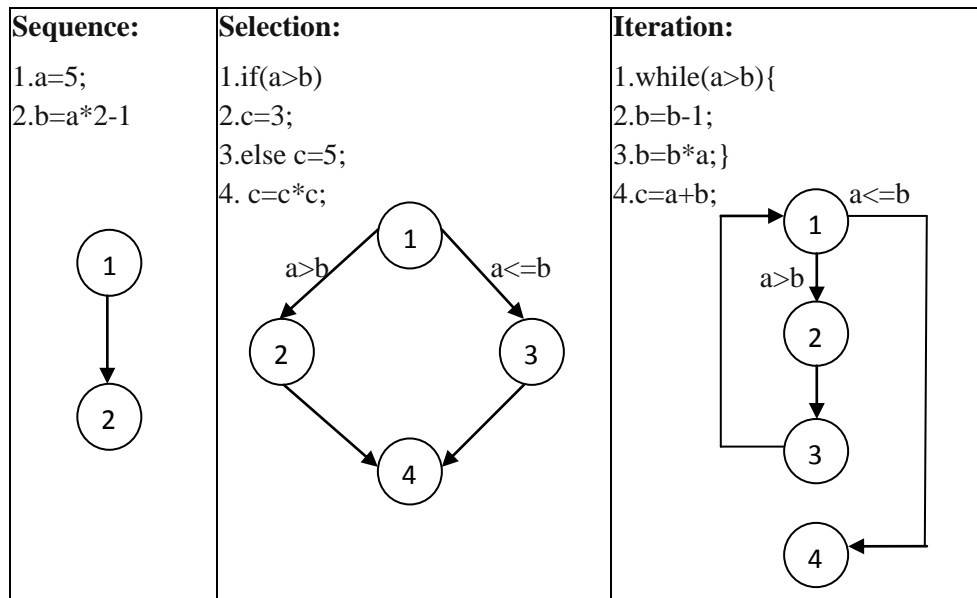 Sequence:
1.a=5;
2.b=a*2-1
1
2
Selection:
1.if(a>b)
2.c=3;
3.else c=5;
4. c=c*c;
1
a>b
a<=b
2
3
4
Iteration:
1.while(a>b){
2.b=b-1;
3.b=b*a;}
4.c=a+b;
a<=b
1
a>b
2
3
4